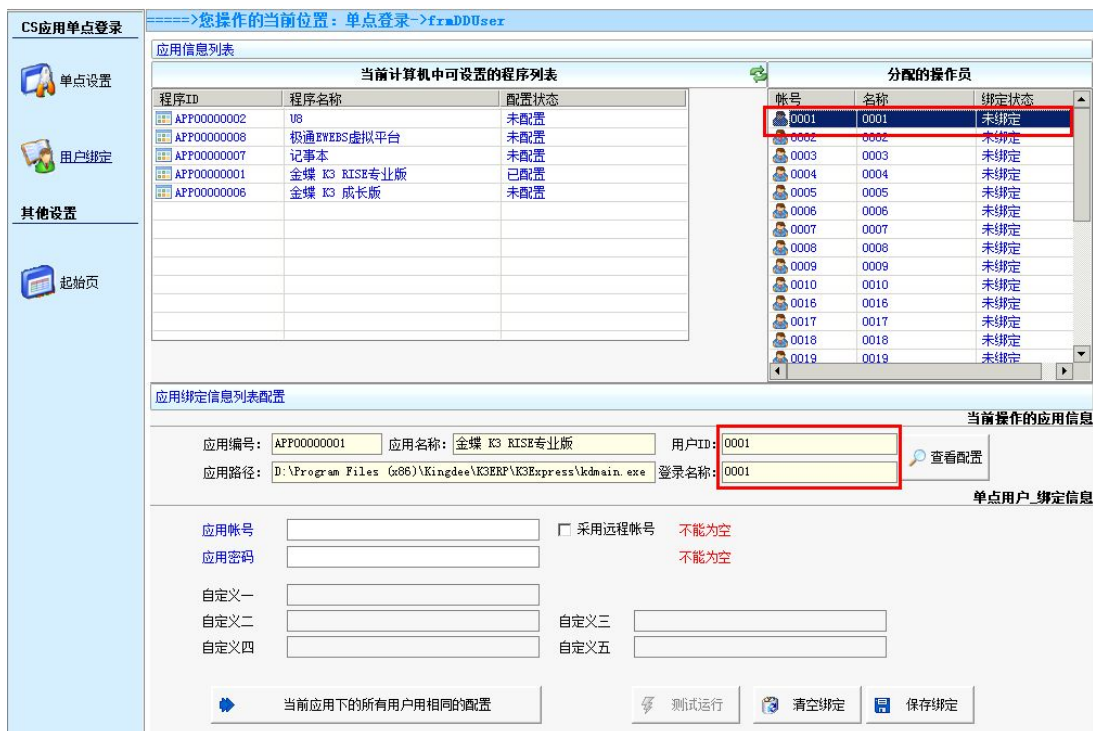 CS应用单点登录
单点设置
用户绑定
其他设置
起始页
=====>您操作的当前位置: 单点登录->frmDDUser
应用信息列表
当前计算机中可设置的程序列表
程序ID 程序名称 配置状态
APP00000002 U8 未配置
APP00000008 极通EWEBS虚拟平台 未配置
APP00000007 记事本 未配置
APP00000001 金蝶 K3 RISE专业版 已配置
APP00000006 金蝶 K3 成长版 未配置
分配的操作员
帐号 名称 绑定状态
0001 0001 未绑定
0002 0002 未绑定
0003 0003 未绑定
0004 0004 未绑定
0005 0005 未绑定
0006 0006 未绑定
0007 0007 未绑定
0008 0008 未绑定
0009 0009 未绑定
0010 0010 未绑定
0016 0016 未绑定
0017 0017 未绑定
0018 0018 未绑定
0019 0019 未绑定
应用绑定信息列表配置
当前操作的应用信息
应用编号: APP00000001 应用名称: 金蝶 K3 RISE专业版 用户ID: 0001
应用路径: D:\Program Files (x86)\Kingdee\K3ERP\K3Express\kdmain.exe 登录名称: 0001
查看配置
单点用户_绑定信息
应用帐号 采用远程帐号 不能为空
应用密码 不能为空
自定义一
自定义二 自定义三
自定义四 自定义五
当前应用下的所有用户用相同的配置 测试运行 清空绑定 保存绑定